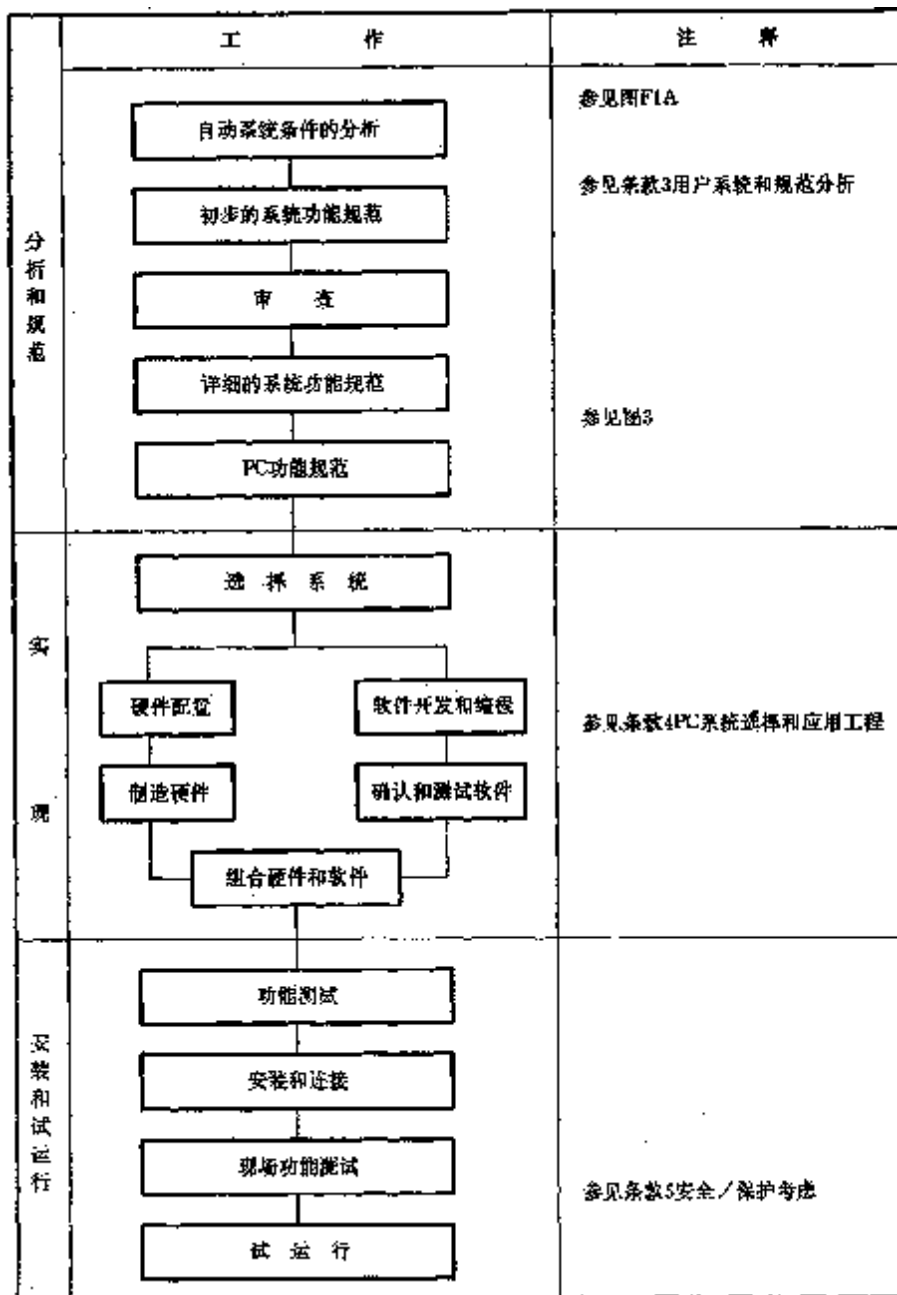 工 作
注 释
分析和规范
自动系统条件的分析
参见图F1A
初步的系统功能规范
参见条款3用户系统和规范分析
审 查
详细的系统功能规范
参见图3
PC功能规范
实 现
选 择 系 统
硬件配置
软件开发和编程
参见条款4PC系统选择和应用工程
制造硬件
确认和测试软件
组合硬件和软件
安装和试运行
功能测试
安装和连接
现场功能测试
参见条款5安全/保护考虑
试 运 行